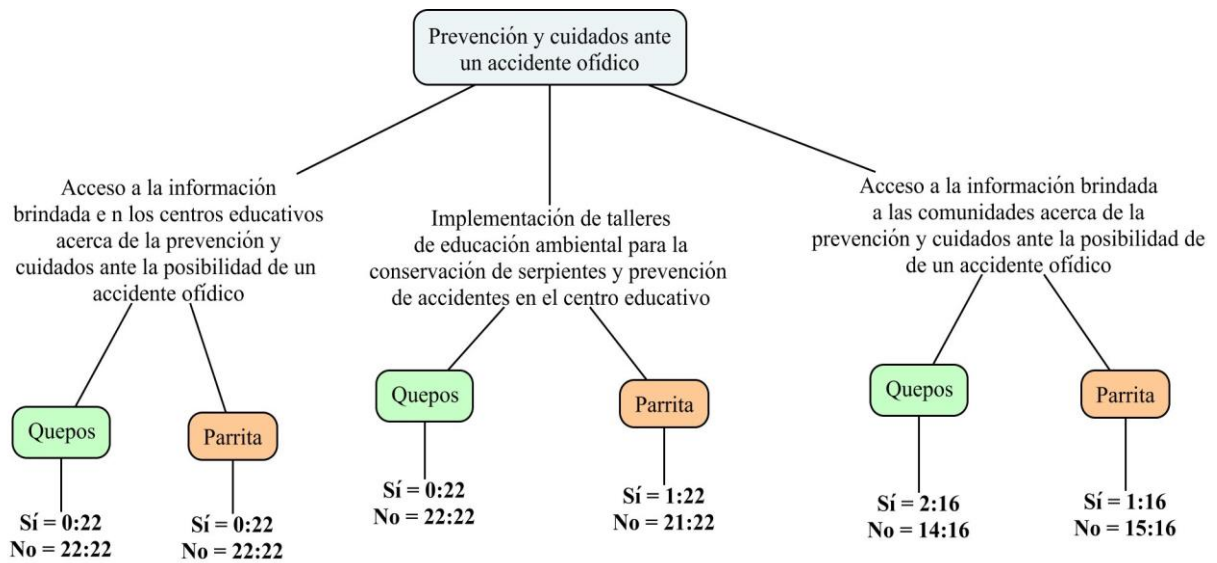 Prevención y cuidados ante
un accidente ofídico
Acceso a la información
brindada e n los centros educativos
acerca de la prevención y
cuidados ante la posibilidad de un
accidente ofídico
Quepos
Sí = 0:22
No = 22:22
Parrita
Sí = 0:22
No = 22:22
Implementación de talleres
de educación ambiental para la
conservación de serpientes y prevención
de accidentes en el centro educativo
Quepos
Sí = 0:22
No = 22:22
Parrita
Sí = 1:22
No = 21:22
Acceso a la información brindada
a las comunidades acerca de la
prevención y cuidados ante la posibilidad de
de un accidente ofídico
Quepos
Sí = 2:16
No = 14:16
Parrita
Sí = 1:16
No = 15:16